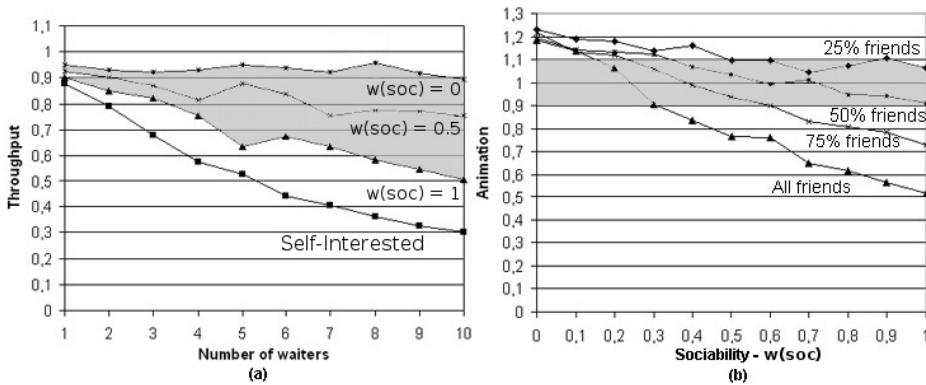 1,1
1
0,9
0,8
0,7
0,6
0,5
0,4
0,3
0,2
0,1
0
Throughput
w(soc) = 0
w(soc) = 0.5
w(soc) = 1
Self-Interested
1 2 3 4 5 6 7 8 9 10
Number of waiters
(a)
1,3
1,2
1,1
1
0,9
0,8
0,7
0,6
0,5
0,4
0,3
0,2
0,1
0
Animation
25% friends
50% friends
75% friends
All friends
0 0,1 0,2 0,3 0,4 0,5 0,6 0,7 0,8 0,9 1
Sociability - w(soc)
(b)